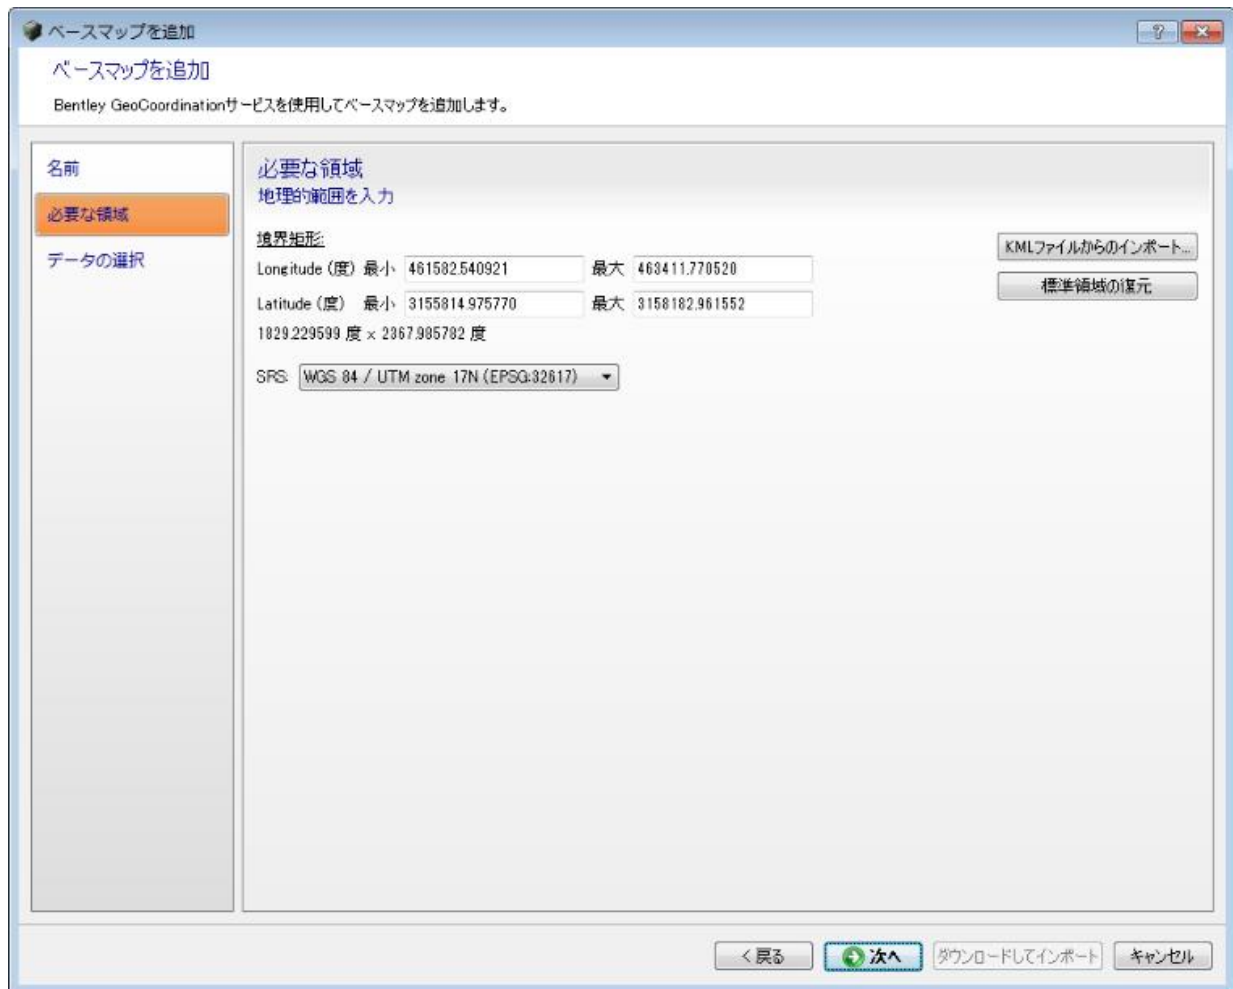 ベースマップを追加
ベースマップを追加
Bentley GeoCoordinationサービスを使用してベースマップを追加します。
名前
必要な領域
データの選択
必要な領域
地理的範囲を入力
境界矩形:
Longitude (度) 最小 461582.540921 最大 463411.770520
Latitude (度) 最小 3155814.975770 最大 3158182.961552
1829.229599 度 × 2367.985782 度
SRS: WGS 84 / UTM zone 17N (EPSG:32617)
KMLファイルからのインポート...
標準領域の復元
< 戻る 次へ ダウンロードしてインポート キャンセル